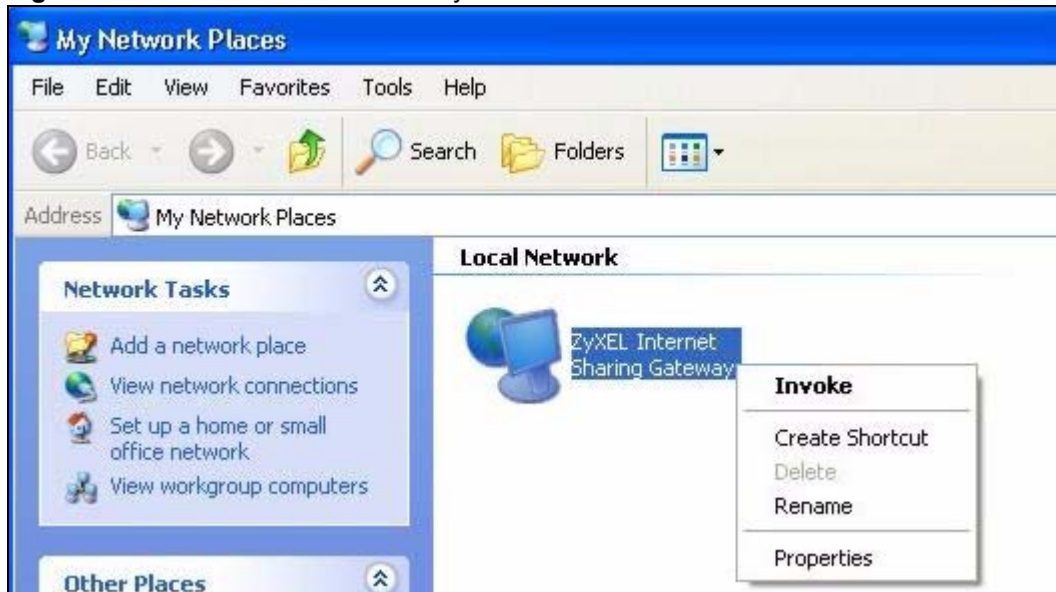 My Network Places
File Edit View Favorites Tools Help
Back Search Folders
Address My Network Places
Network Tasks
Add a network place
View network connections
Set up a home or small
office network
View workgroup computers
Other Places
Local Network
ZyXEL Internet
Sharing Gateway
Invoke
Create Shortcut
Delete
Rename
Properties